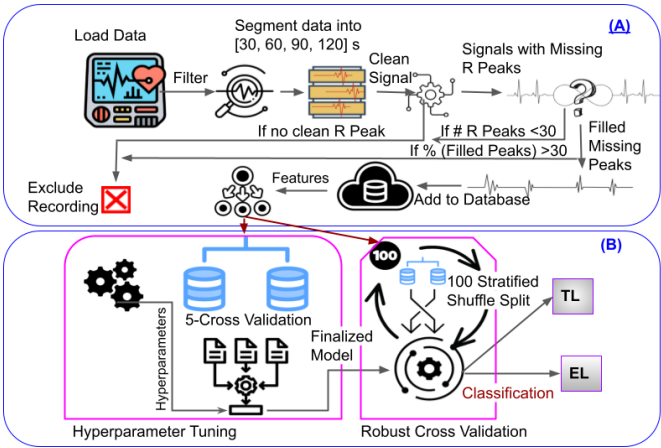 (A)
Load Data
Segment data into
[30, 60, 90, 120] s
Filter
Clean
Signal
Signals with Missing
R Peaks
?
If no clean R Peak
If # R Peaks <30
If % (Filled Peaks) >30
Filled
Missing
Peaks
Exclude
Recording
Features
Add to Database
(B)
100
5-Cross Validation
100 Stratified
Shuffle Split
Hyperparameters
Finalized
Model
TL
EL
Classification
Hyperparameter Tuning
Robust Cross Validation